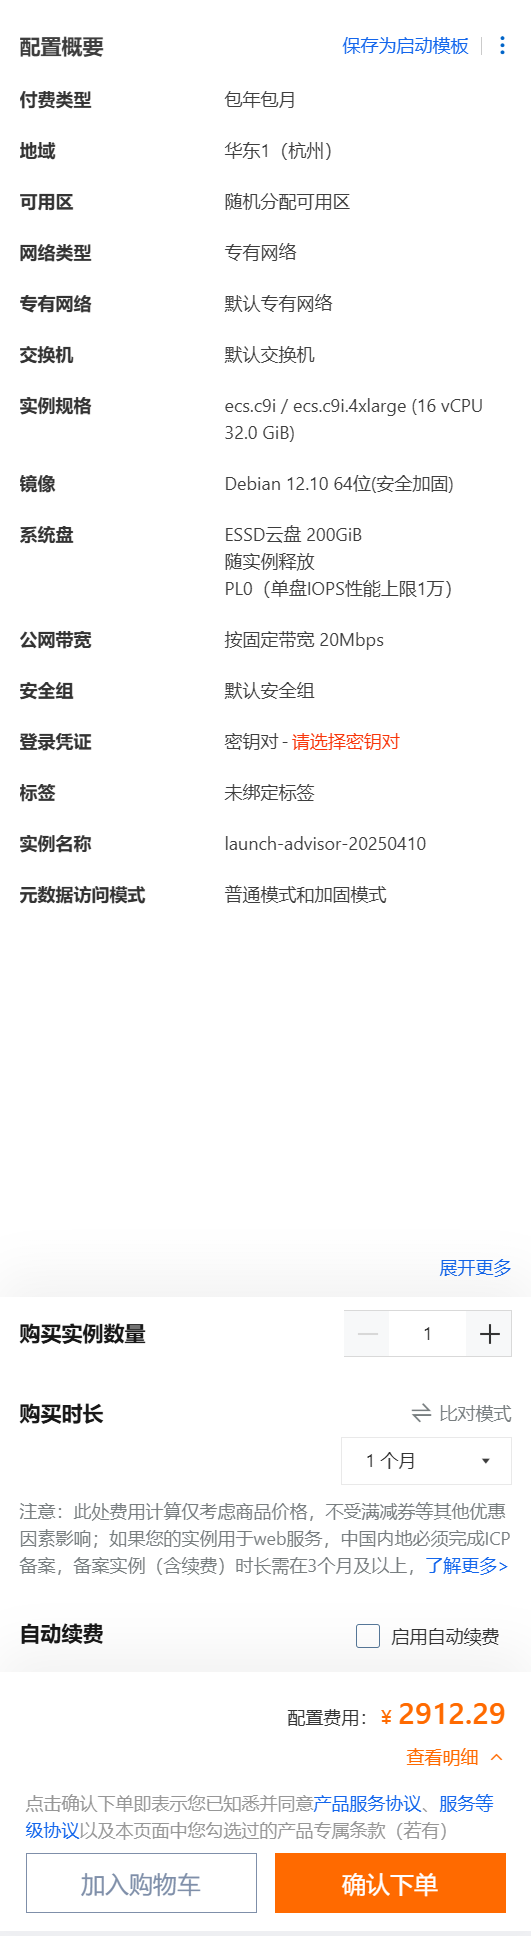 配置概要 保存为启动模板
付费类型 包年包月
地域 华东1（杭州）
可用区 随机分配可用区
网络类型 专有网络
专有网络 默认专有网络
交换机 默认交换机
实例规格 ecs.c9i / ecs.c9i.4xlarge (16 vCPU
32.0 GiB)
镜像 Debian 12.10 64位(安全加固)
系统盘 ESSD云盘 200GiB
随实例释放
PL0（单盘IOPS性能上限1万）
公网带宽 按固定带宽 20Mbps
安全组 默认安全组
登录凭证 密钥对 - 请选择密钥对
标签 未绑定标签
实例名称 launch-advisor-20250410
元数据访问模式 普通模式和加固模式
展开更多
购买实例数量 1
购买时长 比对模式
1 个月
注意：此处费用计算仅考虑商品价格，不受满减券等其他优惠
因素影响；如果您的实例用于web服务，中国内地必须完成ICP
备案，备案实例（含续费）时长需在3个月及以上，了解更多>
自动续费 启用自动续费
配置费用：¥ 2912.29
查看明细
点击确认下单即表示您已知悉并同意产品服务协议、服务等
级协议以及本页面中您勾选过的产品专属条款（若有）
加入购物车 确认下单